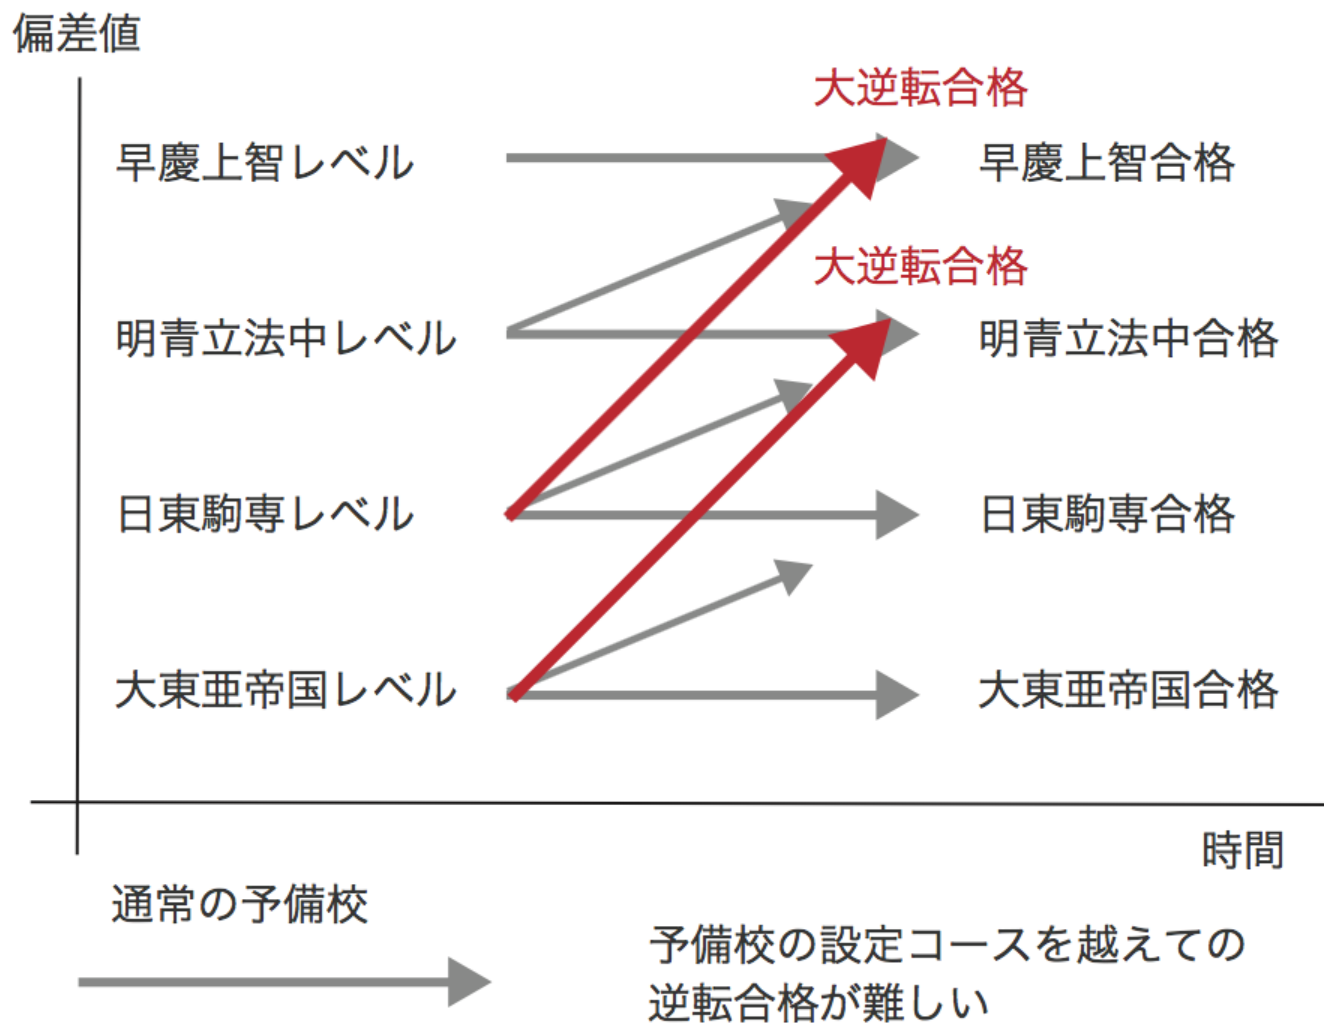 偏差値
大逆転合格
早慶上智レベル
早慶上智合格
大逆転合格
明青立法中レベル
明青立法中合格
日東駒専レベル
日東駒専合格
大東亜帝国レベル
大東亜帝国合格
時間
通常の予備校
予備校の設定コースを越えての
逆転合格が難しい